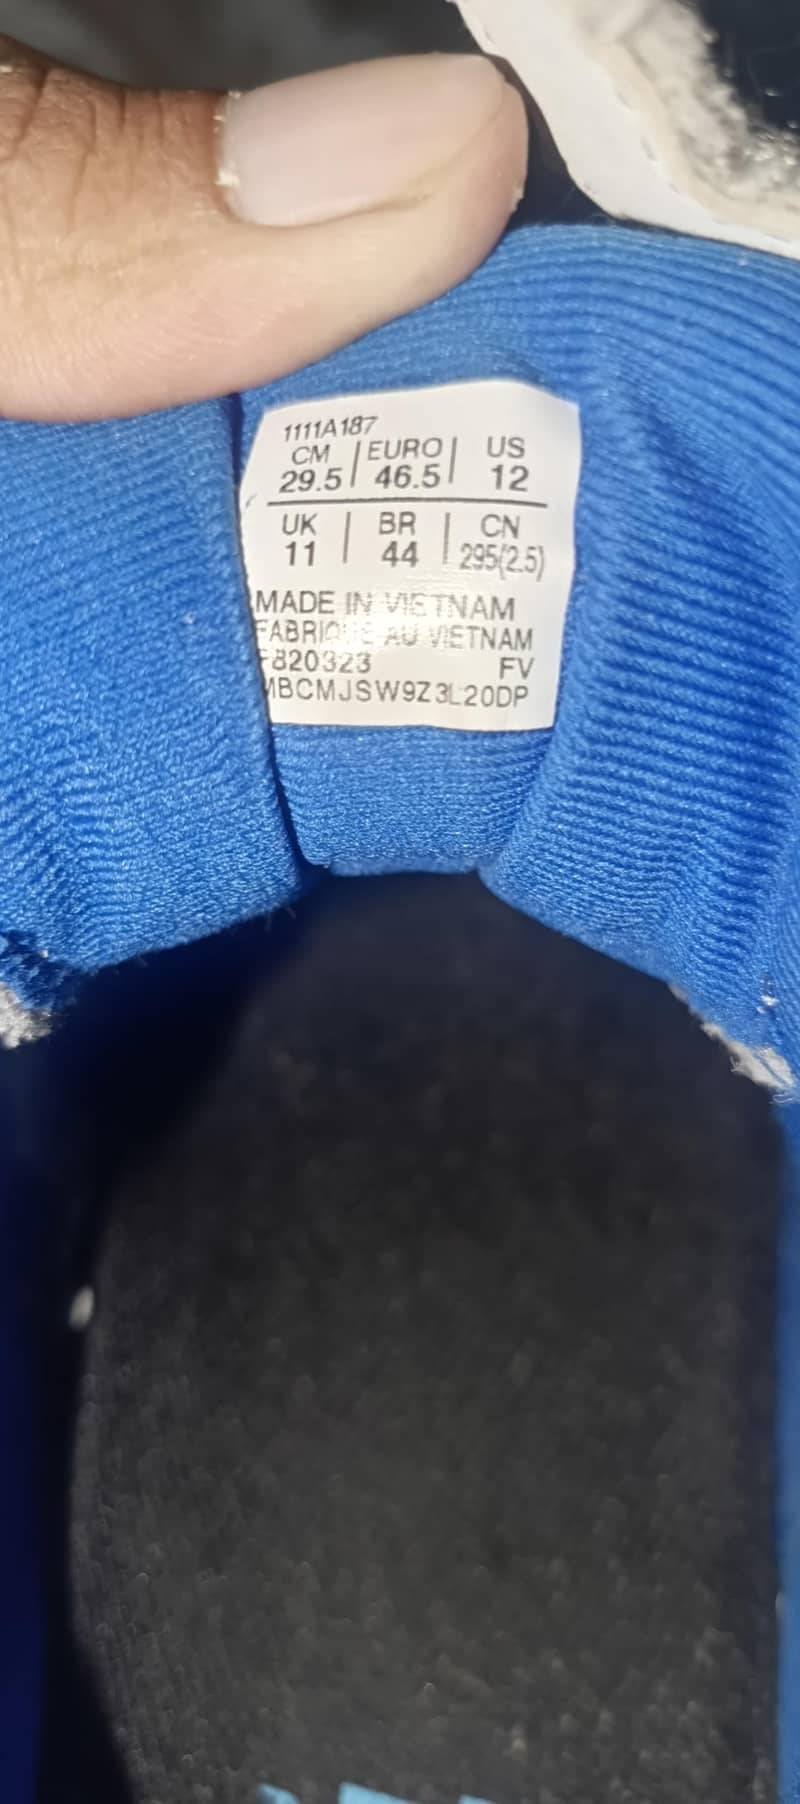 1111A187
CM | EURO | US
29.5 | 46.5 | 12
UK | BR | CN
11 | 44 | 295(2.5)
MADE IN VIETNAM
FABRIQUE AU VIETNAM
820323 FV
MBCMJSW9Z3L20DP